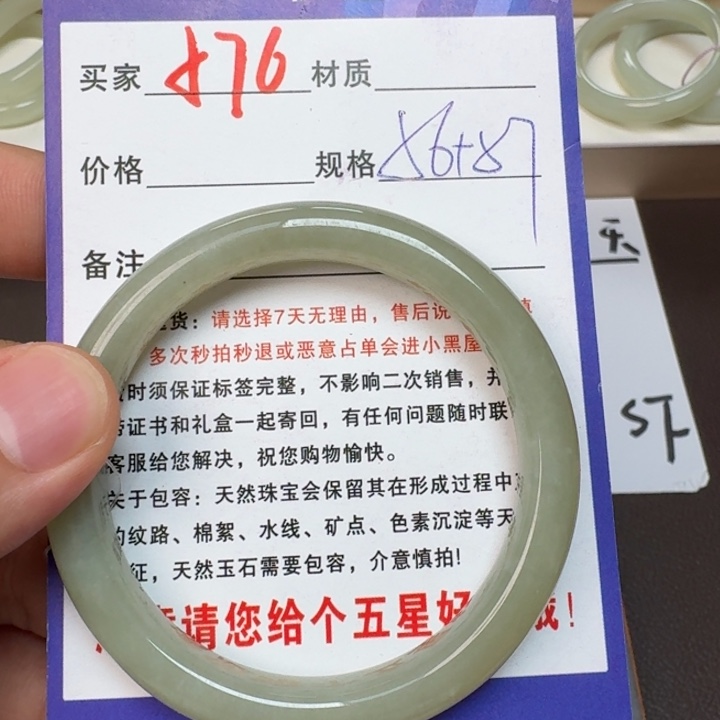 买家 876 材质
价格 规格 56+57
备注
货：请选择7天无理由，售后说
多次秒拍秒退或恶意占单会进小黑屋
时须保证标签完整，不影响二次销售，并
证书和礼盒一起寄回，有任何问题随时联
客服给您解决，祝您购物愉快。
关于包容：天然珠宝会保留其在形成过程中
的纹路、棉絮、水线、矿点、色素沉淀等天
征，天然玉石需要包容，介意慎拍!
请您给个五星好 哦!